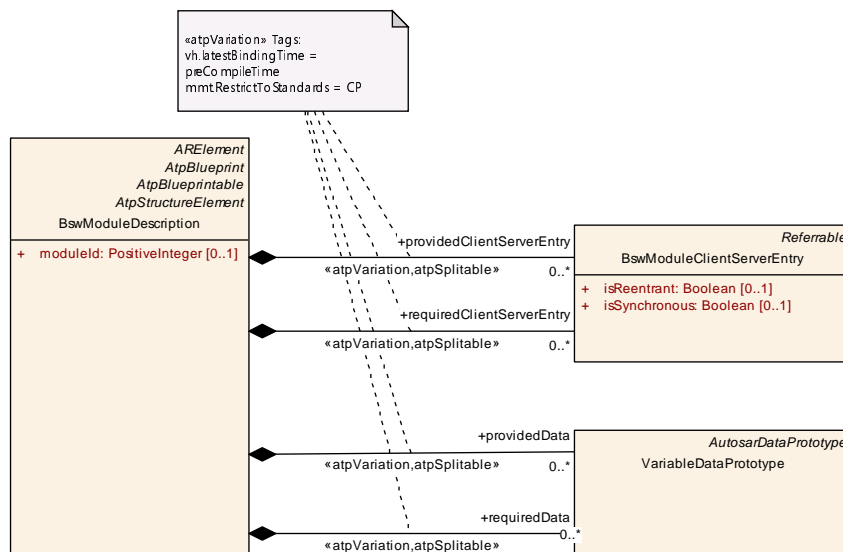 «atpVariation» Tags:
vh.latestBindingTime =
preCompileTime
mmt.RestrictToStandards = CP
ARElement
AtpBlueprint
AtpBlueprintable
AtpStructureElement
BswModuleDescription
+ moduleId: PositiveInteger [0..1]
+providedClientServerEntry
«atpVariation,atpSplitable»
0..*
Referrable
BswModuleClientServerEntry
+ isReentrant: Boolean [0..1]
+ isSynchronous: Boolean [0..1]
+requiredClientServerEntry
«atpVariation,atpSplitable»
0..*
+providedData
«atpVariation,atpSplitable»
0..*
AutosarDataPrototype
VariableDataPrototype
+requiredData
«atpVariation,atpSplitable»
0..*